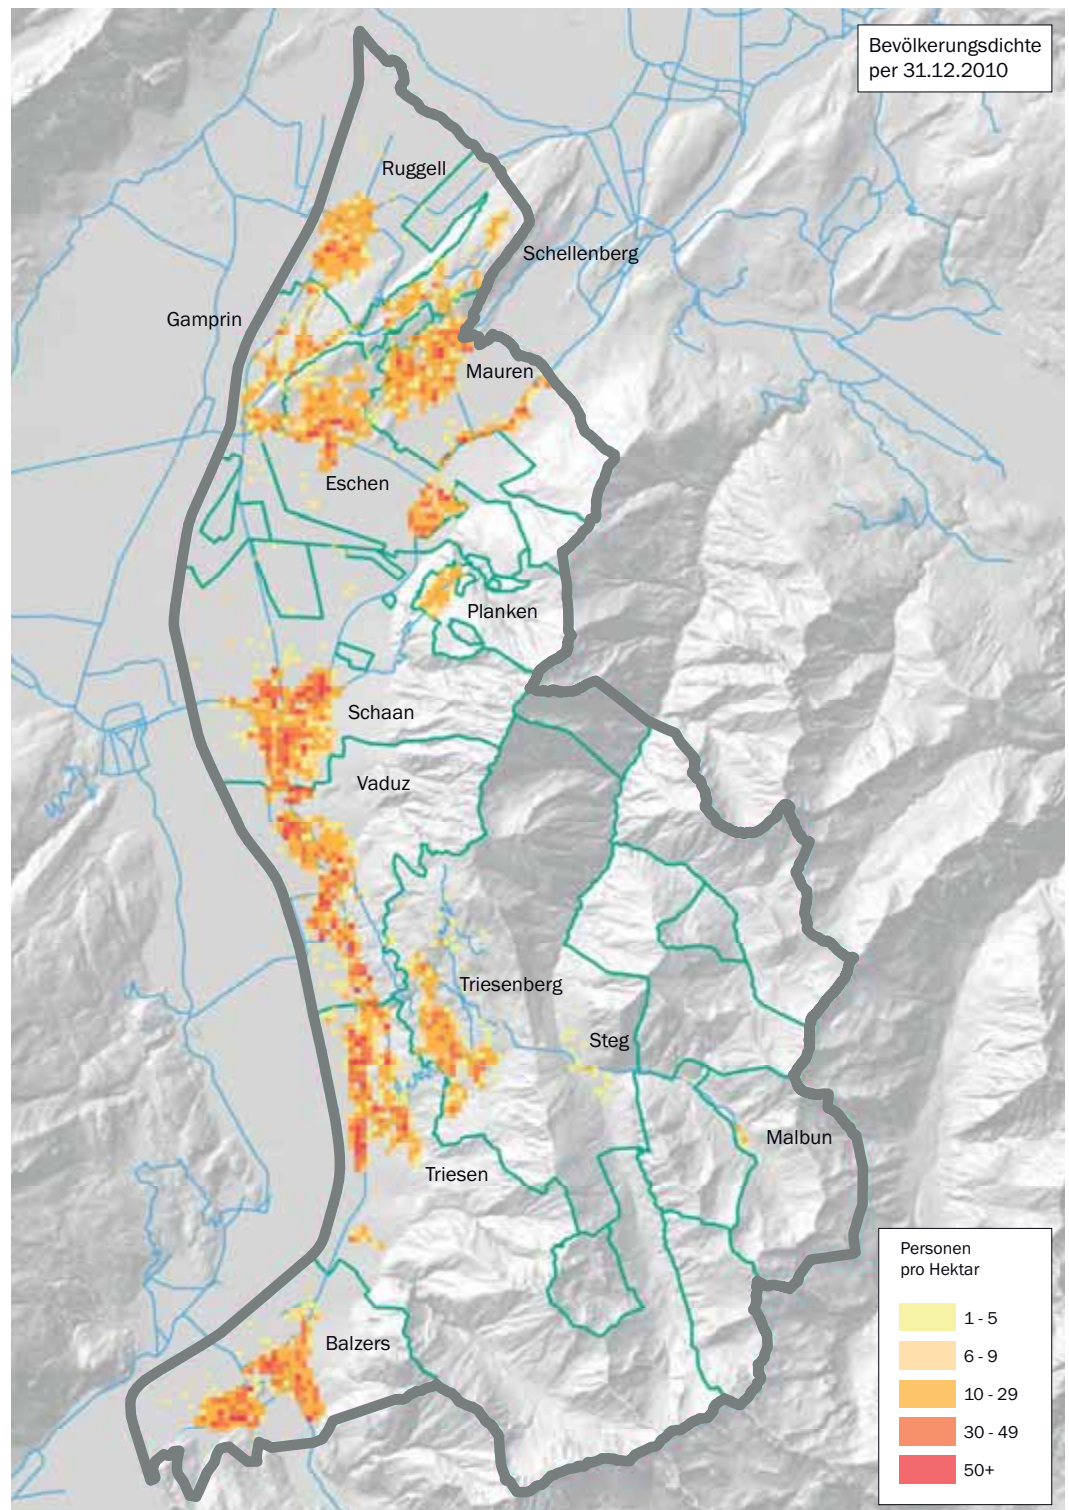 Bevölkerungsdichte
per 31.12.2010
Ruggell
Schellenberg
Gamprin
Mauren
Eschen
Planken
Schaan
Vaduz
Triesenberg
Steg
Malbun
Triesen
Balzers
Personen
pro Hektar
1 - 5
6 - 9
10 - 29
30 - 49
50+